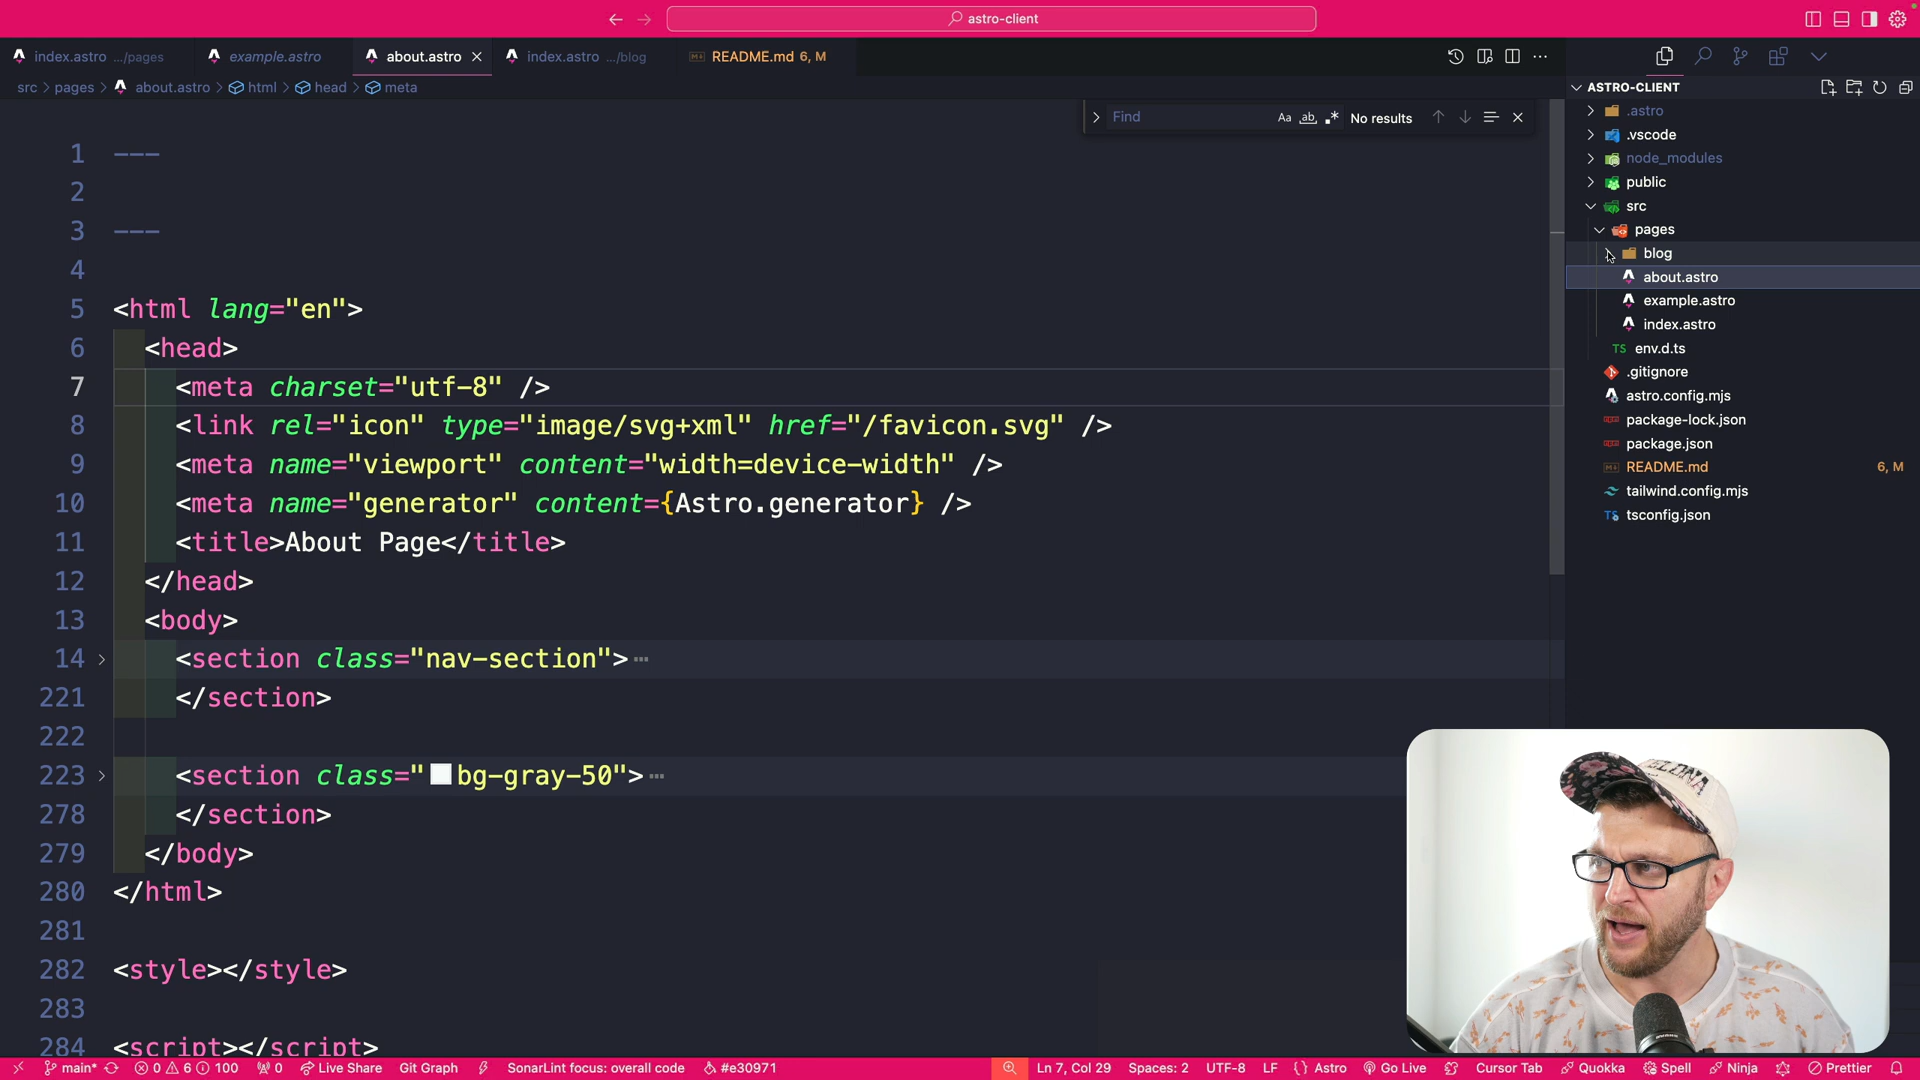 astro-client
index.astro .../pages
example.astro
about.astro
index.astro .../blog
README.md 6, M
src > pages > about.astro > html > head > meta
Find
Aa ab .* No results
1 ---
2
3 ---
4
5 <html lang="en">
6 <head>
7 <meta charset="utf-8" />
8 <link rel="icon" type="image/svg+xml" href="/favicon.svg" />
9 <meta name="viewport" content="width=device-width" />
10 <meta name="generator" content={Astro.generator} />
11 <title>About Page</title>
12 </head>
13 <body>
14 <section class="nav-section">
221 </section>
222
223 <section class="bg-gray-50">
278 </section>
279 </body>
280 </html>
281
282 <style></style>
283
284 <script></script>
ASTRO-CLIENT
.astro
.vscode
node_modules
public
src
pages
blog
about.astro
example.astro
index.astro
TS env.d.ts
.gitignore
astro.config.mjs
package-lock.json
package.json
README.md 6, M
tailwind.config.mjs
TS tsconfig.json
main* 0 6 100 0 Live Share Git Graph SonarLint focus: overall code #e30971 Ln 7, Col 29 Spaces: 2 UTF-8 LF {} Astro Go Live Cursor Tab Quokka Spell Ninja Prettier